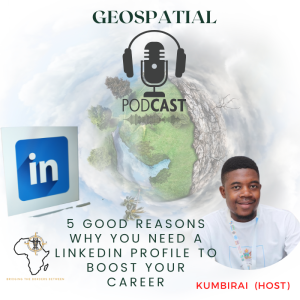 GEOSPATIAL
PODCAST
in
5 GOOD REASONS
WHY YOU NEED A
LINKEDIN PROFILE TO
BOOST YOUR
CAREER
KUMBIRAI (HOST)